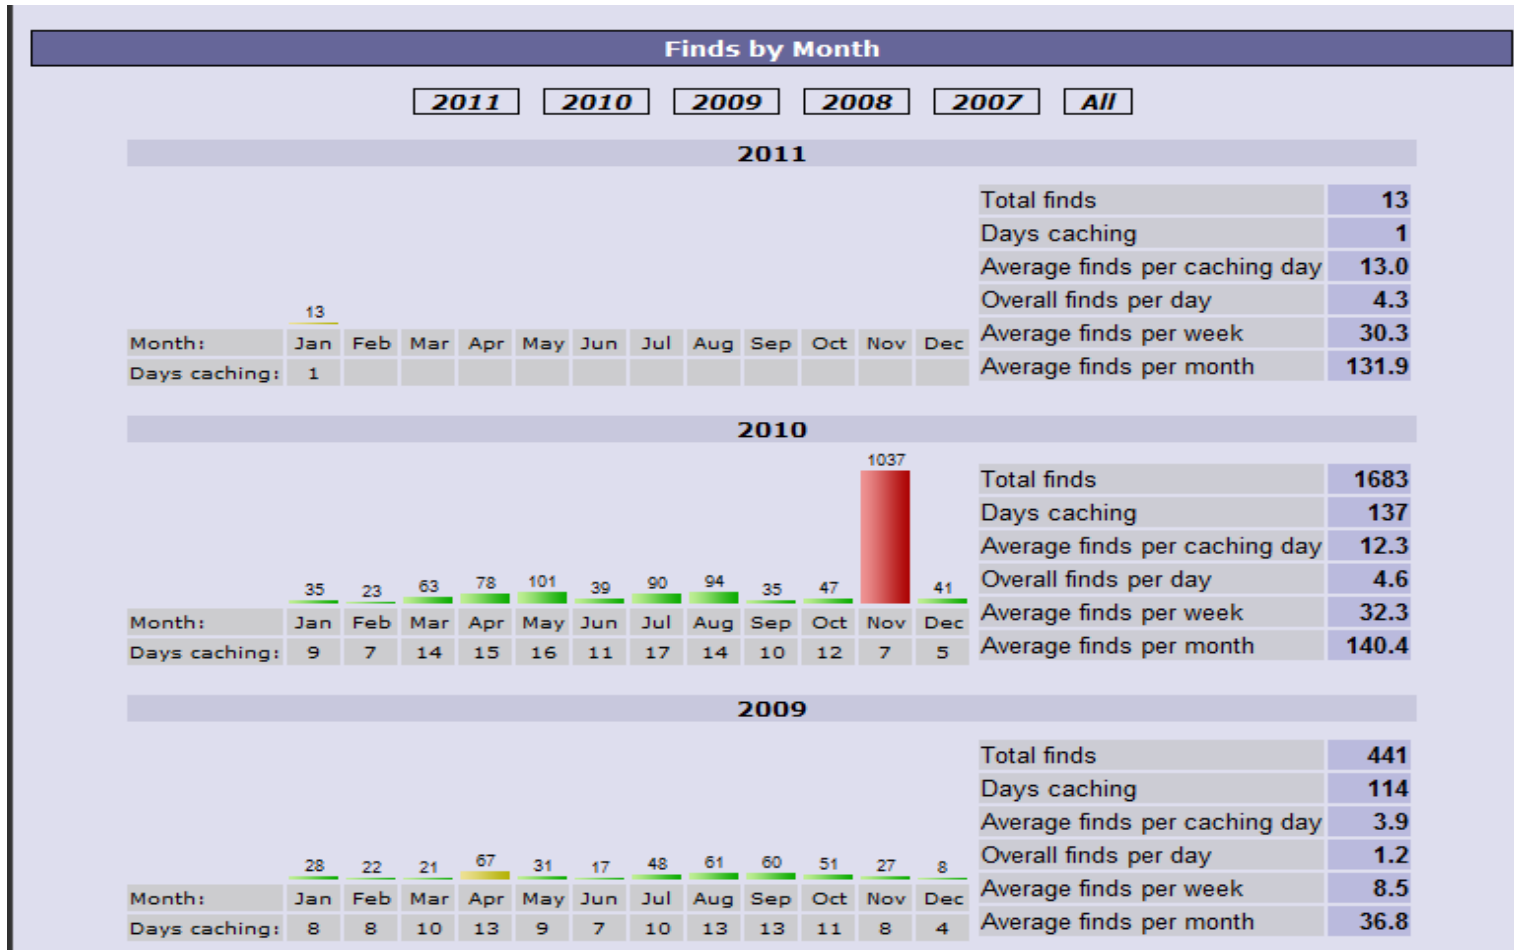 Finds by Month
2011 2010 2009 2008 2007 All
2011
Total finds 13
Days caching 1
Average finds per caching day 13.0
Overall finds per day 4.3
Average finds per week 30.3
Average finds per month 131.9
13
Month: Jan Feb Mar Apr May Jun Jul Aug Sep Oct Nov Dec
Days caching: 1
2010
Total finds 1683
Days caching 137
Average finds per caching day 12.3
Overall finds per day 4.6
Average finds per week 32.3
Average finds per month 140.4
35 23 63 78 101 39 90 94 35 47 1037 41
Month: Jan Feb Mar Apr May Jun Jul Aug Sep Oct Nov Dec
Days caching: 9 7 14 15 16 11 17 14 10 12 7 5
2009
Total finds 441
Days caching 114
Average finds per caching day 3.9
Overall finds per day 1.2
Average finds per week 8.5
Average finds per month 36.8
28 22 21 67 31 17 48 61 60 51 27 8
Month: Jan Feb Mar Apr May Jun Jul Aug Sep Oct Nov Dec
Days caching: 8 8 10 13 9 7 10 13 13 11 8 4